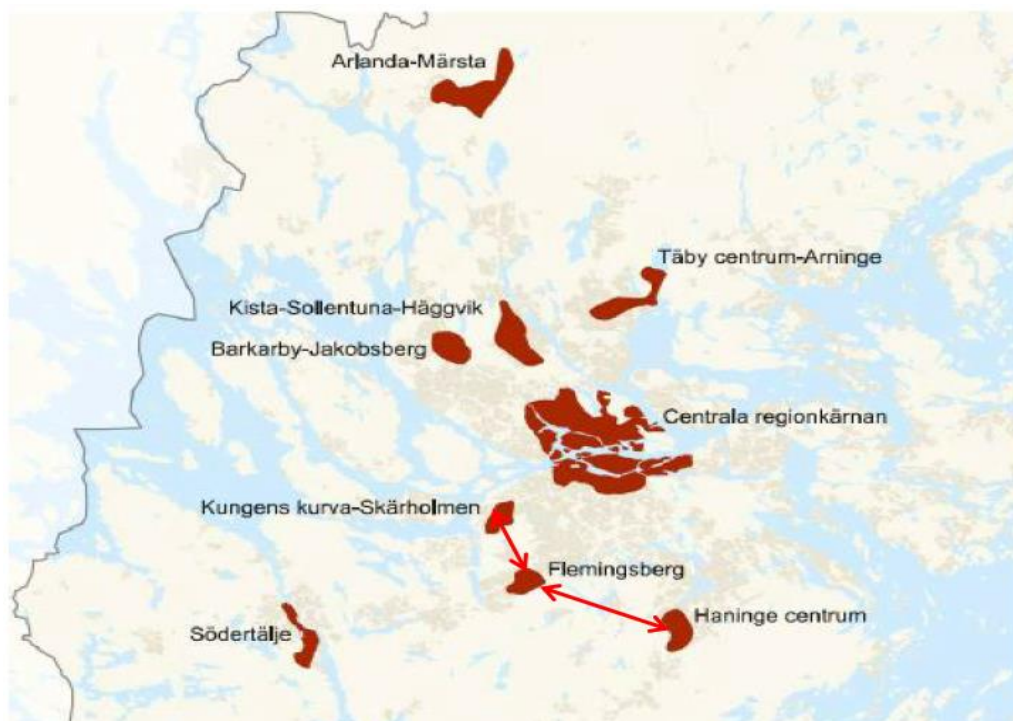 Arlanda-Märsta
Täby centrum-Arninge
Kista-Sollentuna-Häggvik
Barkarby-Jakobsberg
Centrala regionkärnan
Kungens kurva-Skärholmen
Flemingsberg
Haninge centrum
Södertälje